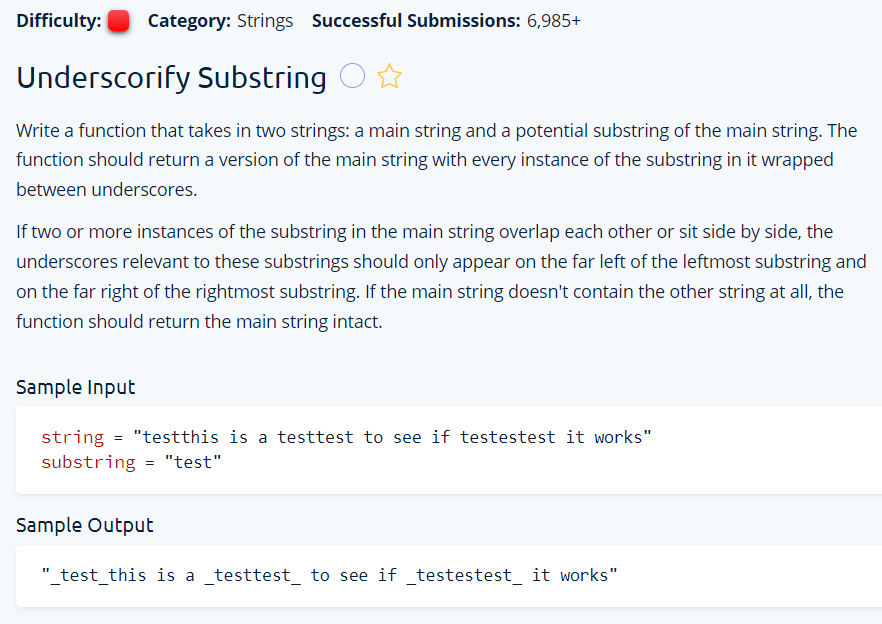 Difficulty: Category: Strings Successful Submissions: 6,985+
Underscorify Substring
Write a function that takes in two strings: a main string and a potential substring of the main string. The
function should return a version of the main string with every instance of the substring in it wrapped
between underscores.
If two or more instances of the substring in the main string overlap each other or sit side by side, the
underscores relevant to these substrings should only appear on the far left of the leftmost substring and
on the far right of the rightmost substring. If the main string doesn't contain the other string at all, the
function should return the main string intact.
Sample Input
string = "testthis is a testtest to see if testestest it works"
substring = "test"
Sample Output
"_test_this is a _testtest_ to see if _testestest_ it works"